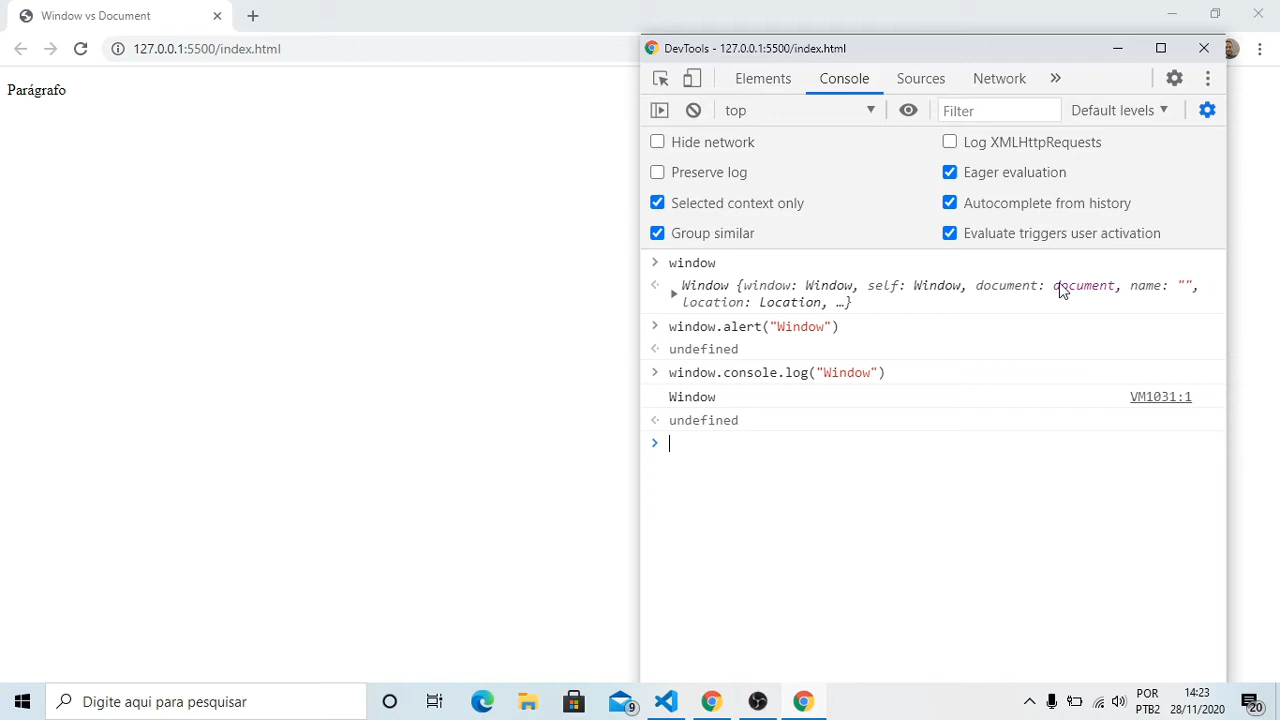 Window vs Document
127.0.0.1:5500/index.html
Parágrafo
DevTools - 127.0.0.1:5500/index.html
Elements Console Sources Network »
top Filter Default levels
Hide network Log XMLHttpRequests
Preserve log Eager evaluation
Selected context only Autocomplete from history
Group similar Evaluate triggers user activation
> window
Window {window: Window, self: Window, document: document, name: "",
location: Location, …}
> window.alert("Window")
undefined
> window.console.log("Window")
Window VM1031:1
undefined
>
Digite aqui para pesquisar
9
POR
PTB2
14:23
28/11/2020
20